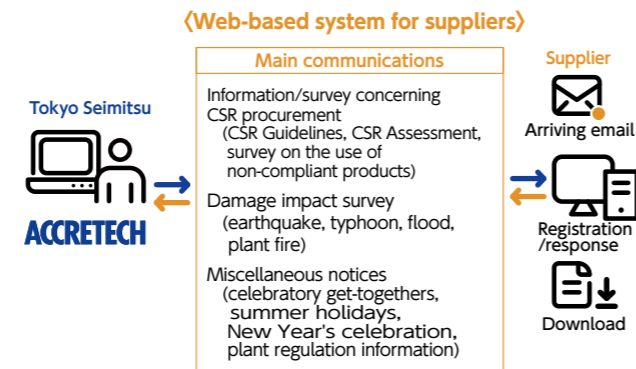 〈Web-based system for suppliers〉
Main communications
Information/survey concerning
CSR procurement
(CSR Guidelines, CSR Assessment,
survey on the use of
non-compliant products)
Damage impact survey
(earthquake, typhoon, flood,
plant fire)
Miscellaneous notices
(celebratory get-togethers,
summer holidays,
New Year's celebration,
plant regulation information)
Tokyo Seimitsu
ACCRETECH
Supplier
Arriving email
Registration
/response
Download